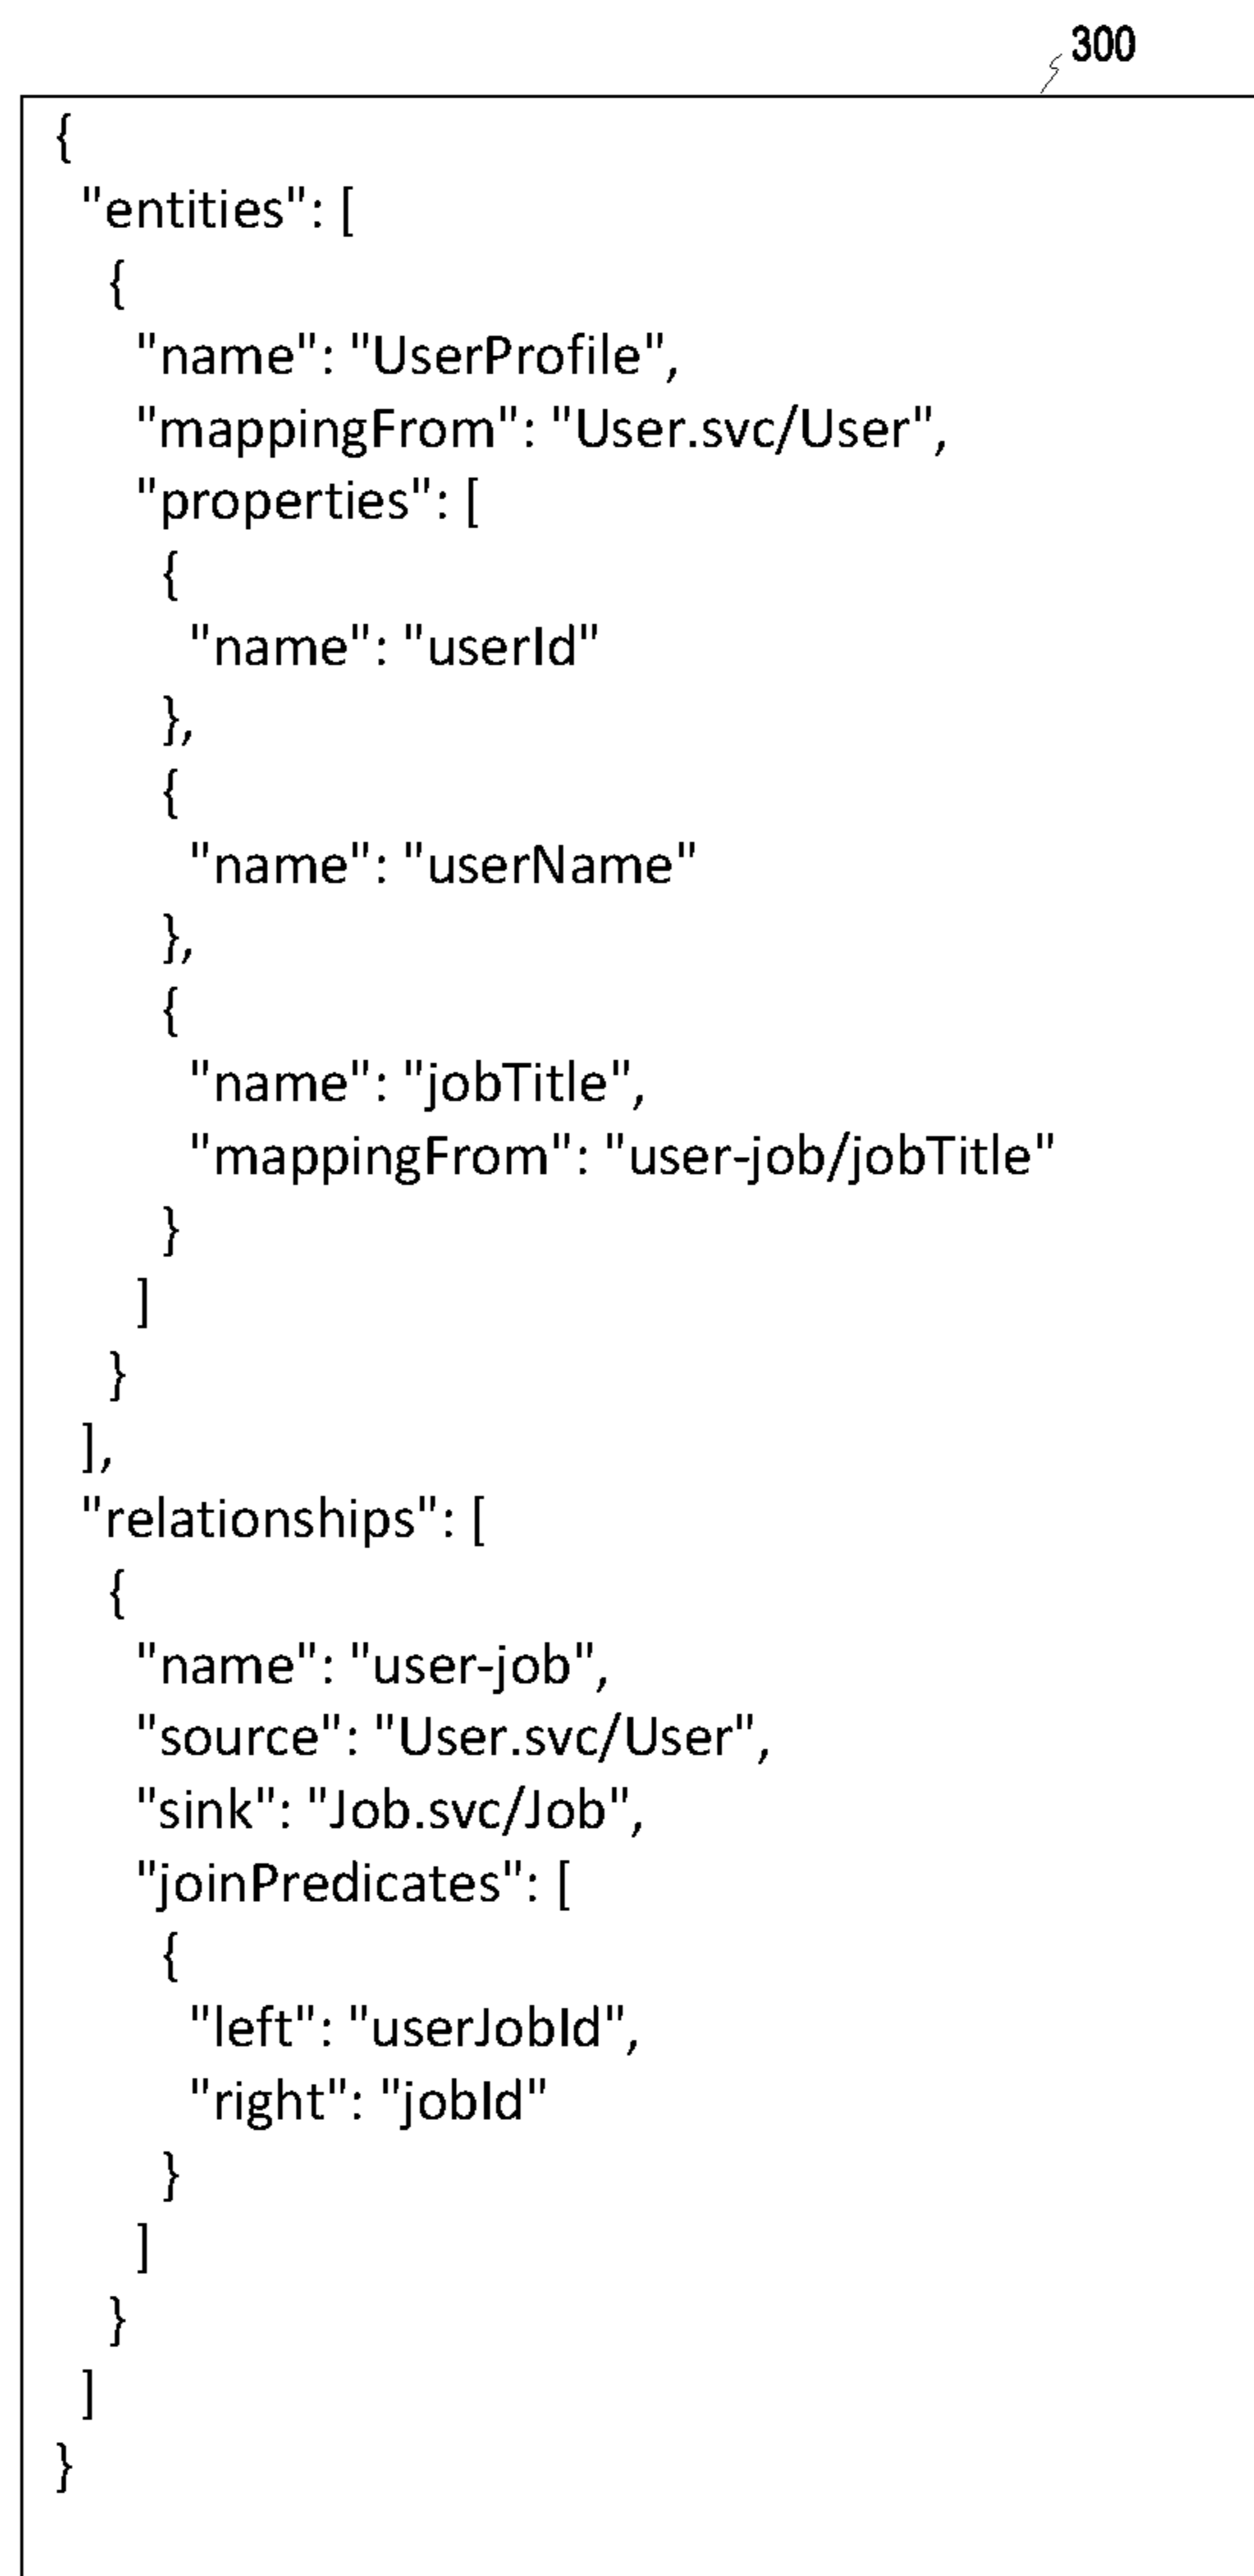 300
{
"entities": [
{
"name": "UserProfile",
"mappingFrom": "User.svc/User",
"properties": [
{
"name": "userId"
},
{
"name": "userName"
},
{
"name": "jobTitle",
"mappingFrom": "user-job/jobTitle"
}
]
}
],
"relationships": [
{
"name": "user-job",
"source": "User.svc/User",
"sink": "Job.svc/Job",
"joinPredicates": [
{
"left": "userJobId",
"right": "jobId"
}
]
}
]
}